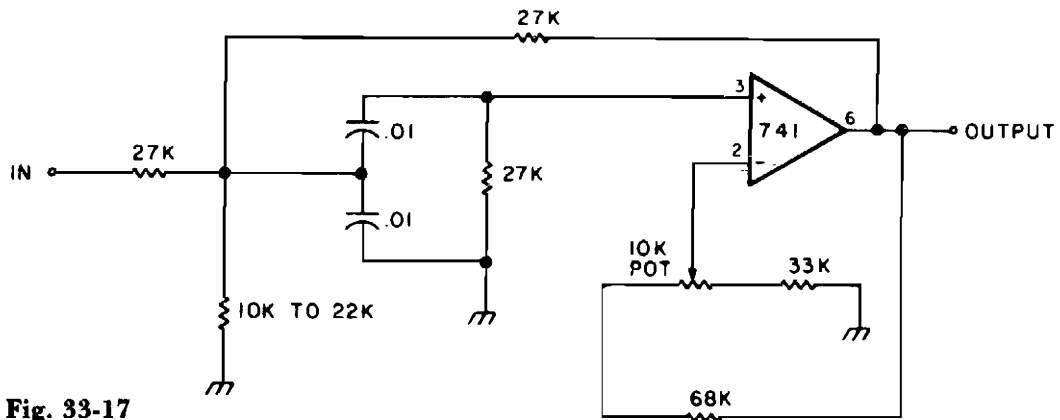 27K
3
+
.01
6
741
OUTPUT
27K
2
-
IN
27K
.01
10K
POT
33K
10K TO 22K
68K
Fig. 33-17